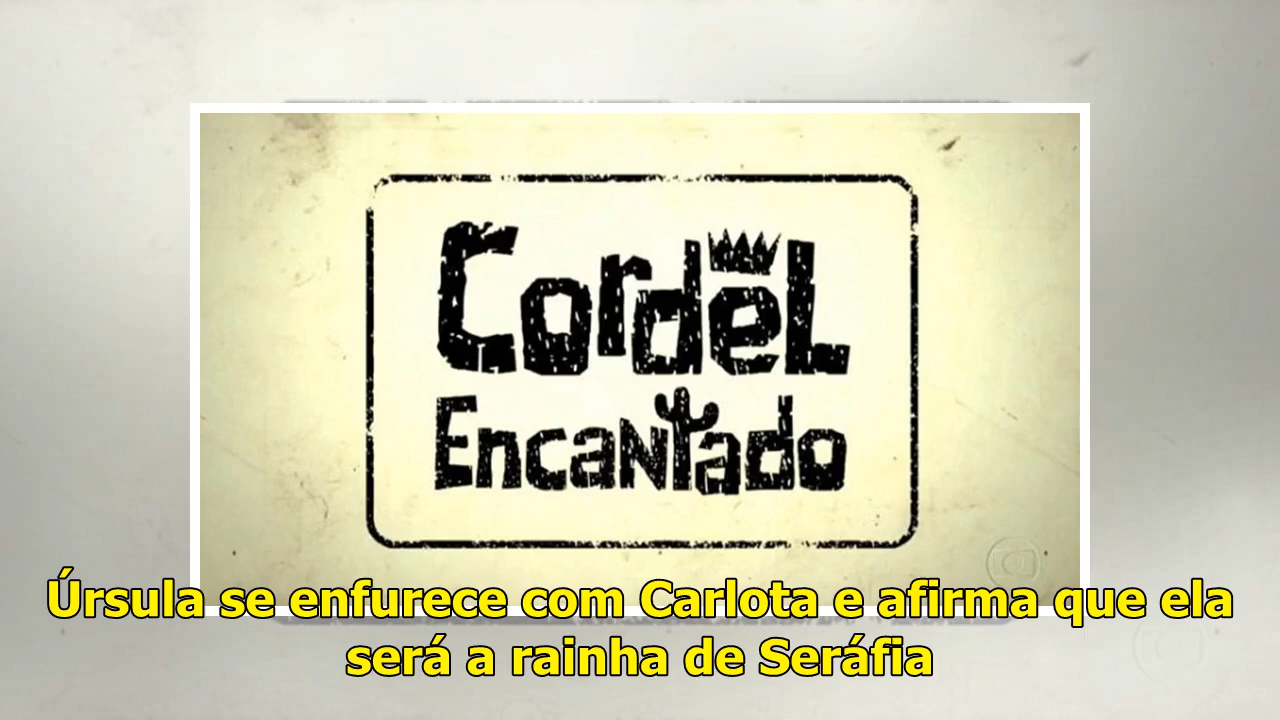 Cordel
Encantado
Úrsula se enfurece com Carlota e afirma que ela
será a rainha de Seráfia